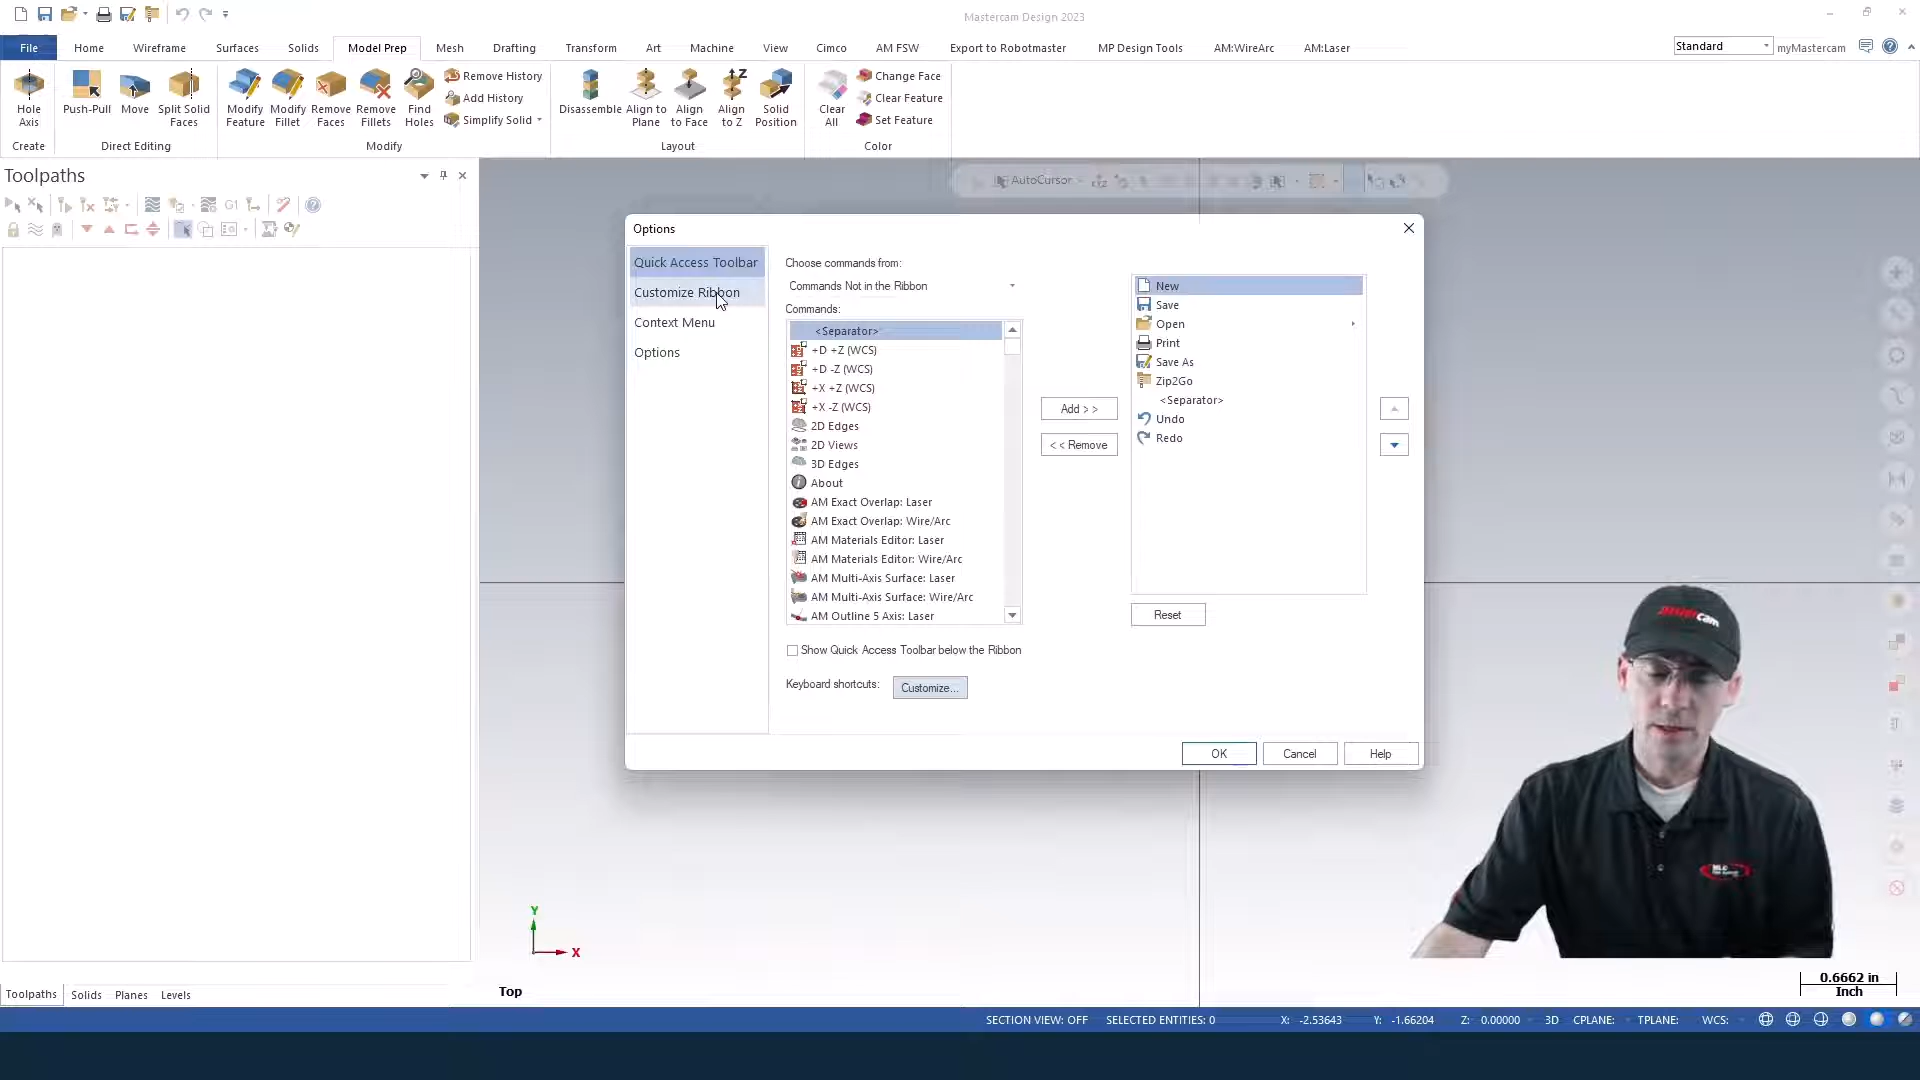 Mastercam Design 2023
File Home Wireframe Surfaces Solids Model Prep Mesh Drafting Transform Art Machine View Cimco AM FSW Export to Robotmaster MP Design Tools AM:WireArc AM:Laser Standard myMastercam
Hole Axis
Push-Pull
Move
Split Solid Faces
Modify Feature
Modify Fillet
Remove Faces
Remove Fillets
Find Holes
Remove History
Add History
Simplify Solid
Disassemble
Align to Plane
Align to Face
Align to Z
Solid Position
Clear All
Change Face
Clear Feature
Set Feature
Create Direct Editing Modify Layout Color
Toolpaths
G1
AutoCursor
Options
Quick Access Toolbar
Customize Ribbon
Context Menu
Options
Choose commands from:
Commands Not in the Ribbon
Commands:
<Separator>
+D +Z (WCS)
+D -Z (WCS)
+X +Z (WCS)
+X -Z (WCS)
2D Edges
2D Views
3D Edges
About
AM Exact Overlap: Laser
AM Exact Overlap: Wire/Arc
AM Materials Editor: Laser
AM Materials Editor: Wire/Arc
AM Multi-Axis Surface: Laser
AM Multi-Axis Surface: Wire/Arc
AM Outline 5 Axis: Laser
Add > >
< < Remove
New
Save
Open
Print
Save As
Zip2Go
<Separator>
Undo
Redo
Reset
Show Quick Access Toolbar below the Ribbon
Keyboard shortcuts: Customize...
OK Cancel Help
Y
X
Top
0.6662 in
Inch
Toolpaths Solids Planes Levels
SECTION VIEW: OFF SELECTED ENTITIES: 0 X: -2.53643 Y: -1.66204 Z: 0.00000 3D CPLANE: TPLANE: WCS: